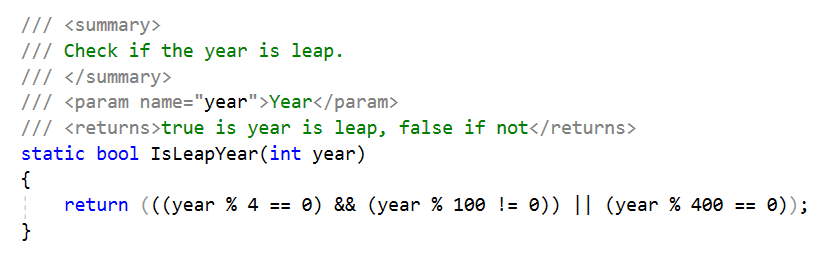 /// <summary>
/// Check if the year is leap.
/// </summary>
/// <param name="year">Year</param>
/// <returns>true is year is leap, false if not</returns>
static bool IsLeapYear(int year)
{
    return (((year % 4 == 0) && (year % 100 != 0)) || (year % 400 == 0));
}